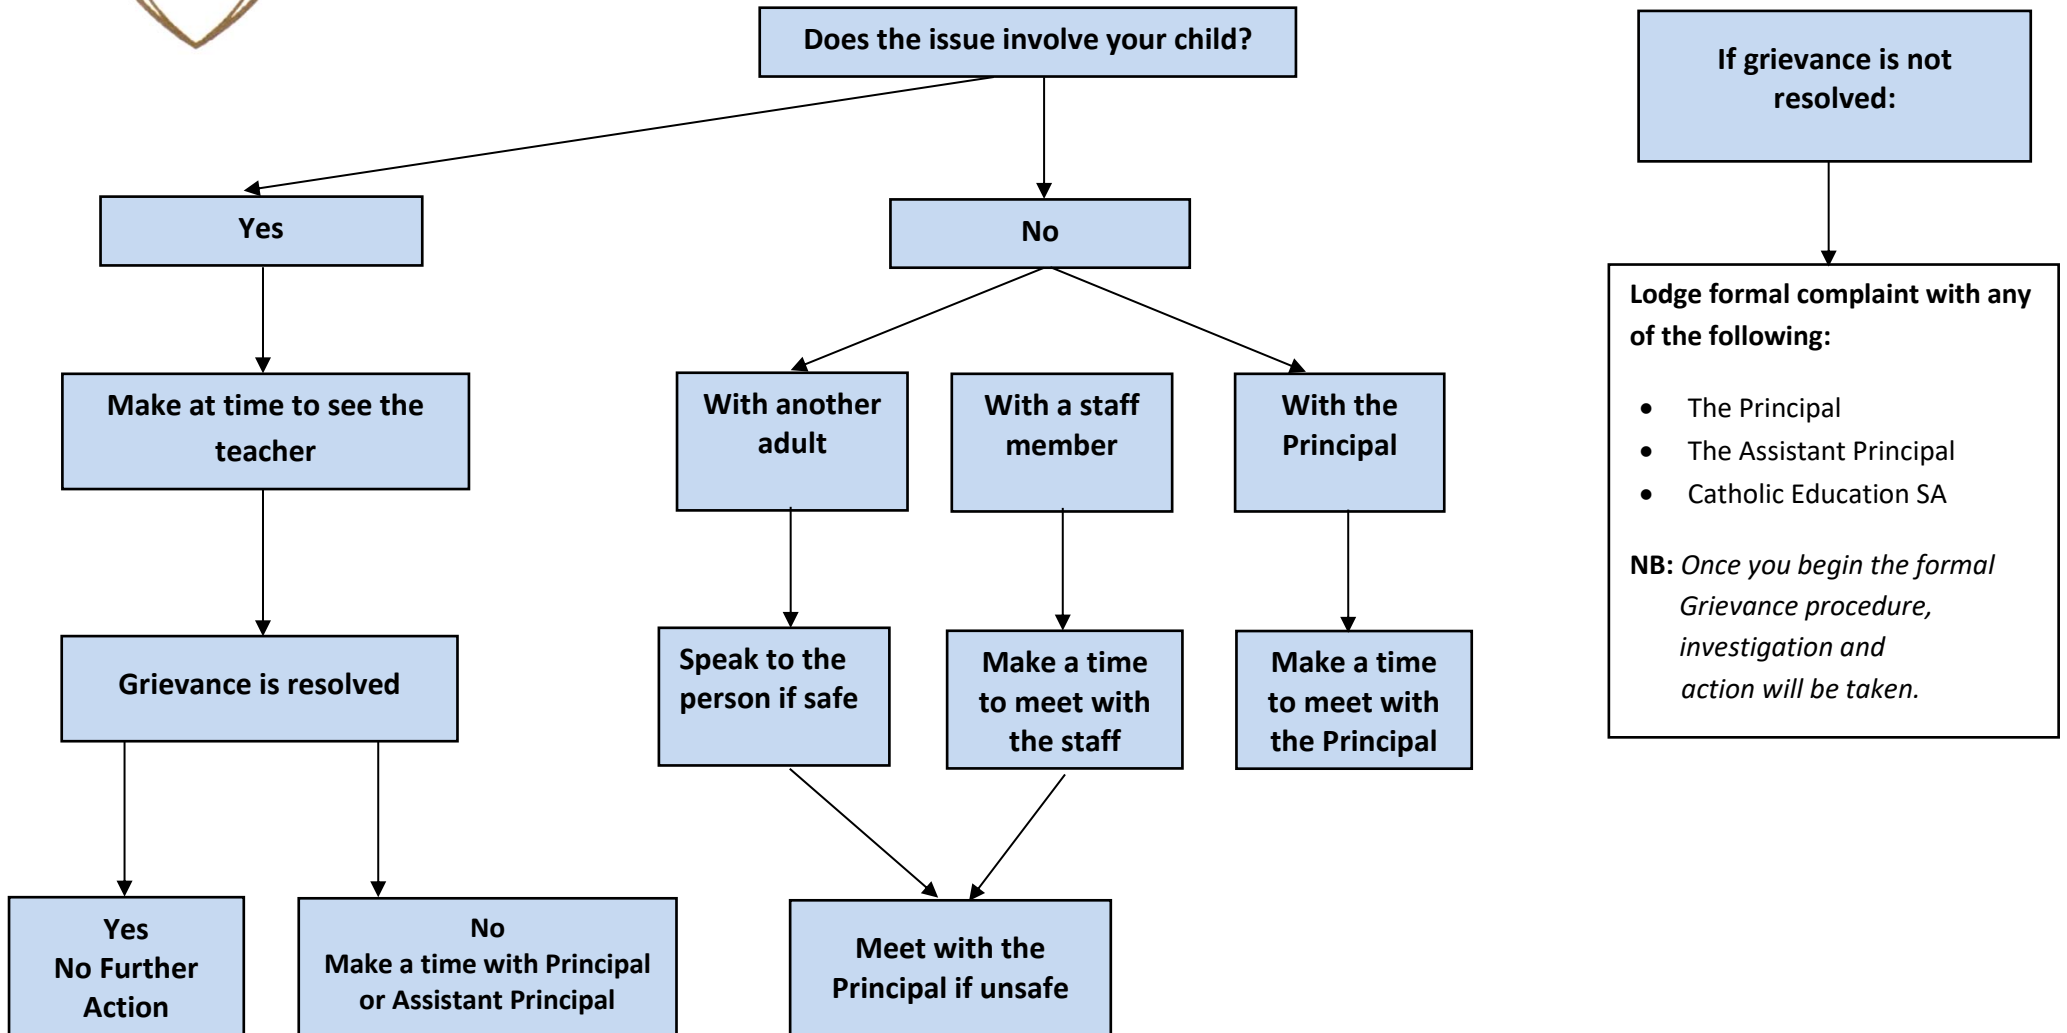 Does the issue involve your child?
If grievance is not
resolved:
Yes
No
Make at time to see the
teacher
With another
adult
With a staff
member
With the
Principal
Lodge formal complaint with any
of the following:
• The Principal
• The Assistant Principal
• Catholic Education SA
NB: Once you begin the formal
Grievance procedure,
investigation and
action will be taken.
Grievance is resolved
Speak to the
person if safe
Make a time
to meet with
the staff
Make a time
to meet with
the Principal
Yes
No Further
Action
No
Make a time with Principal
or Assistant Principal
Meet with the
Principal if unsafe